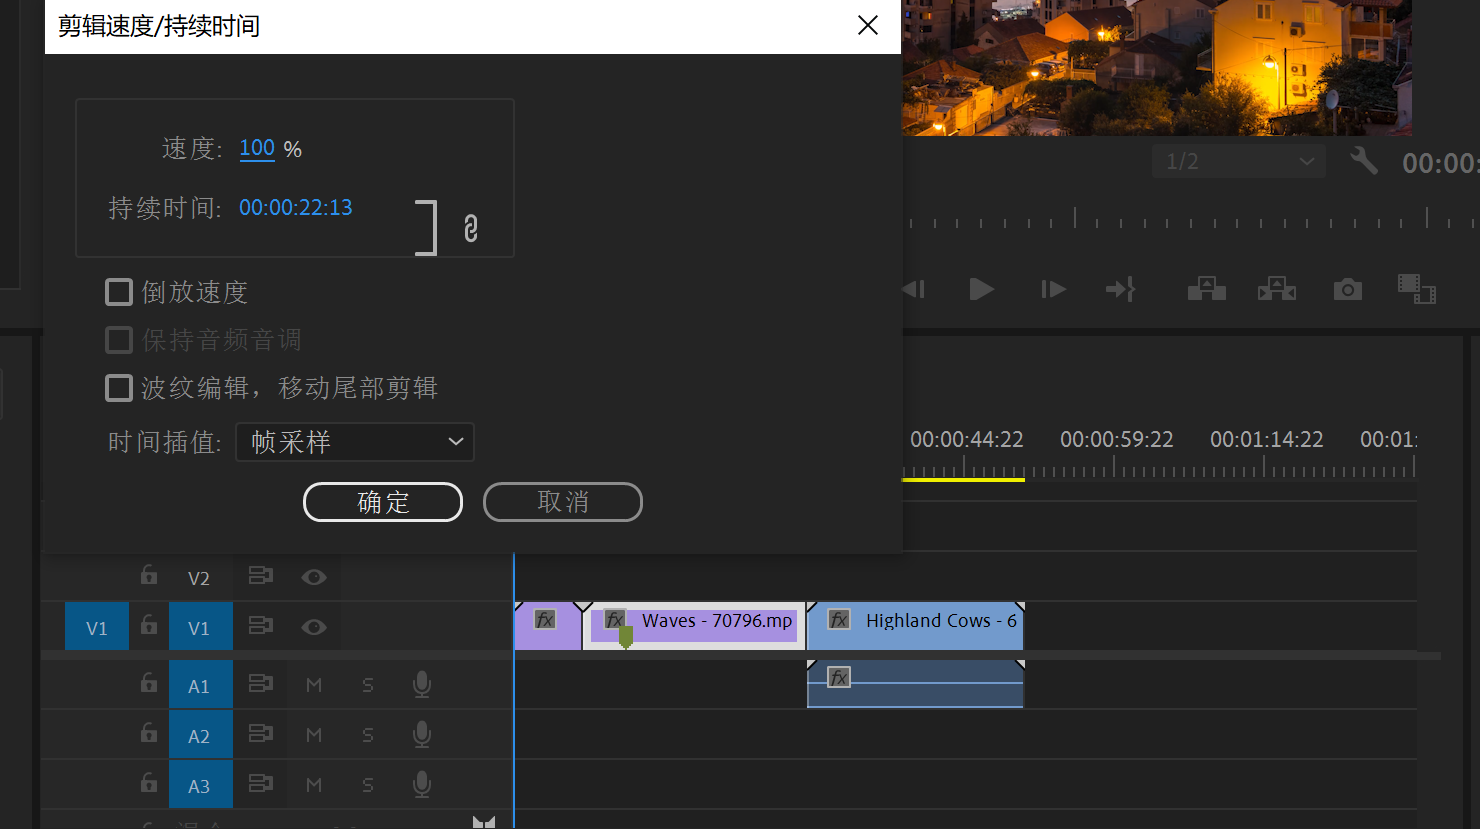 剪辑速度/持续时间
速度: 100 %
持续时间: 00:00:22:13
倒放速度
保持音频音调
波纹编辑，移动尾部剪辑
时间插值: 帧采样
确定 取消
1/2 00:00:
00:00:44:22 00:00:59:22 00:01:14:22 00:01:
V2
V1 V1 fx fx Waves - 70796.mp fx Highland Cows - 6
A1 M S fx
A2 M S
A3 M S